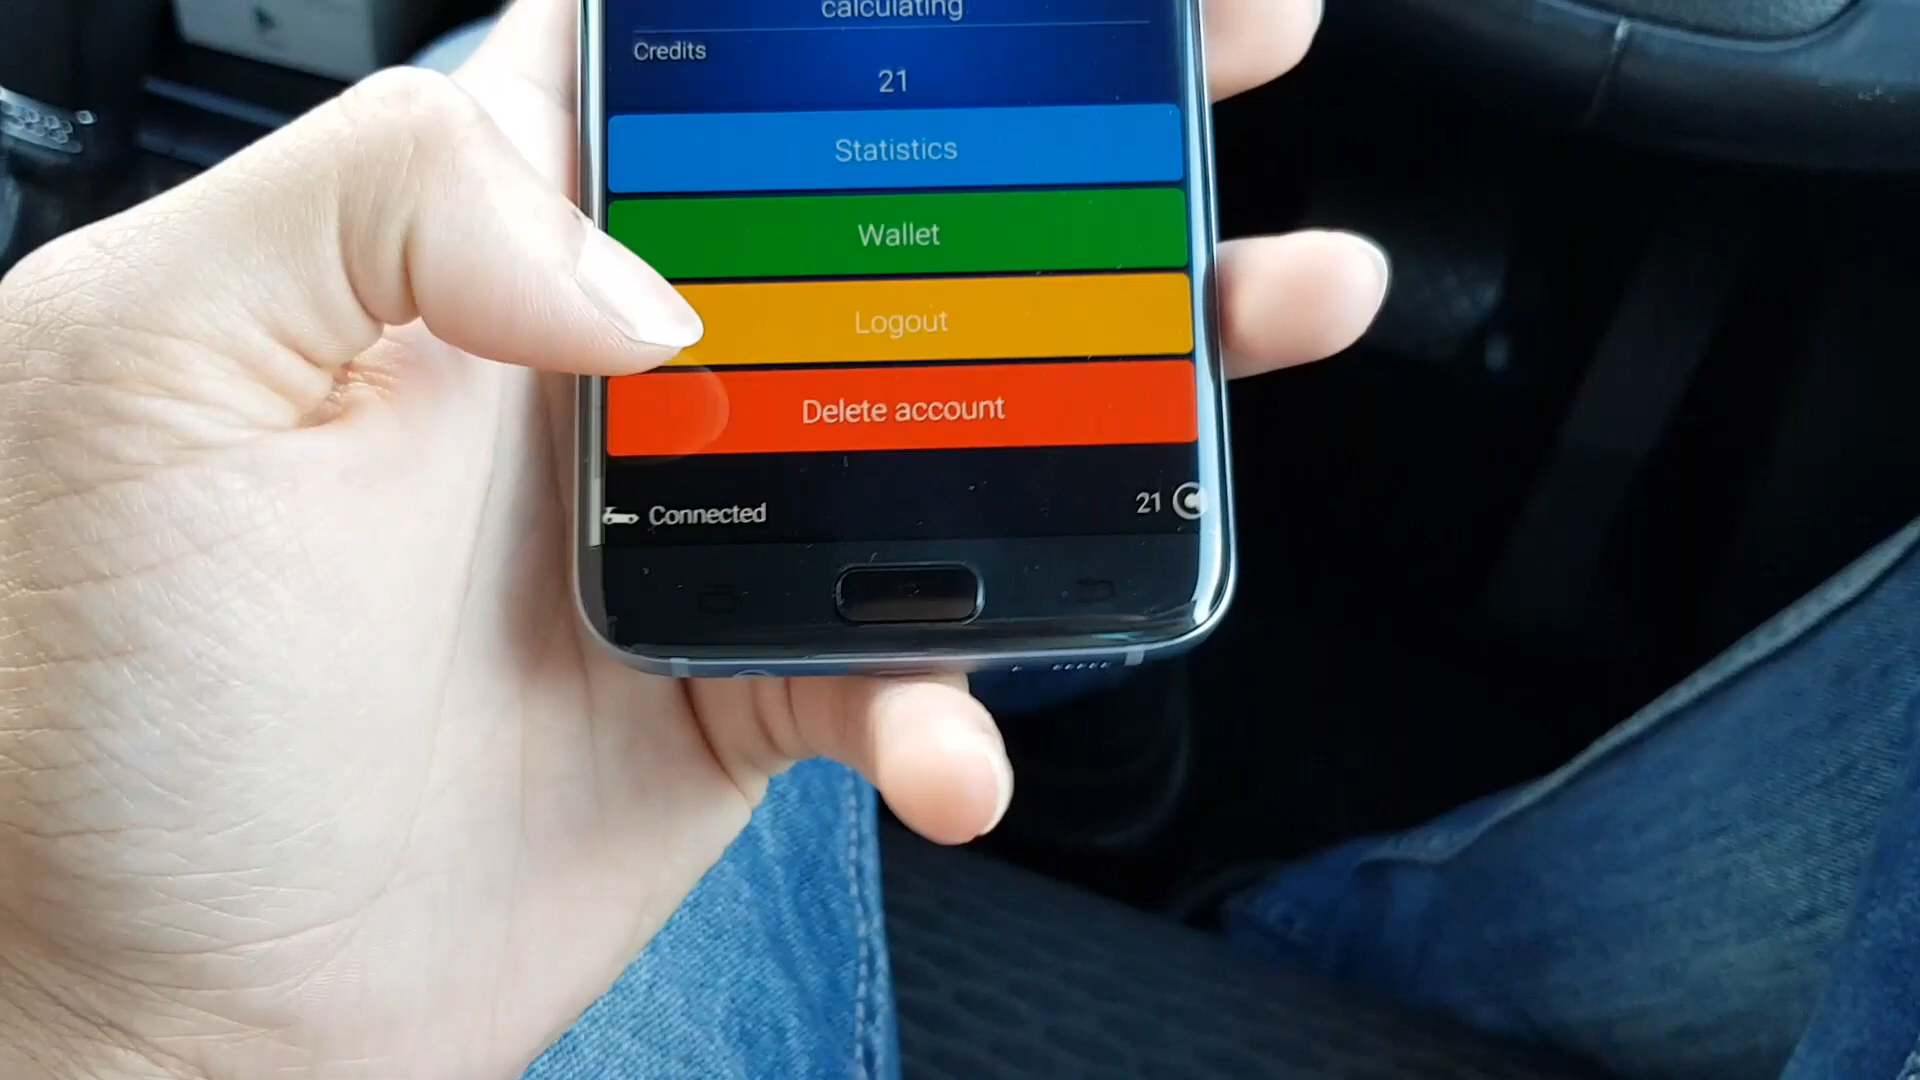 calculating
Credits
21
Statistics
Wallet
Logout
Delete account
Connected
21